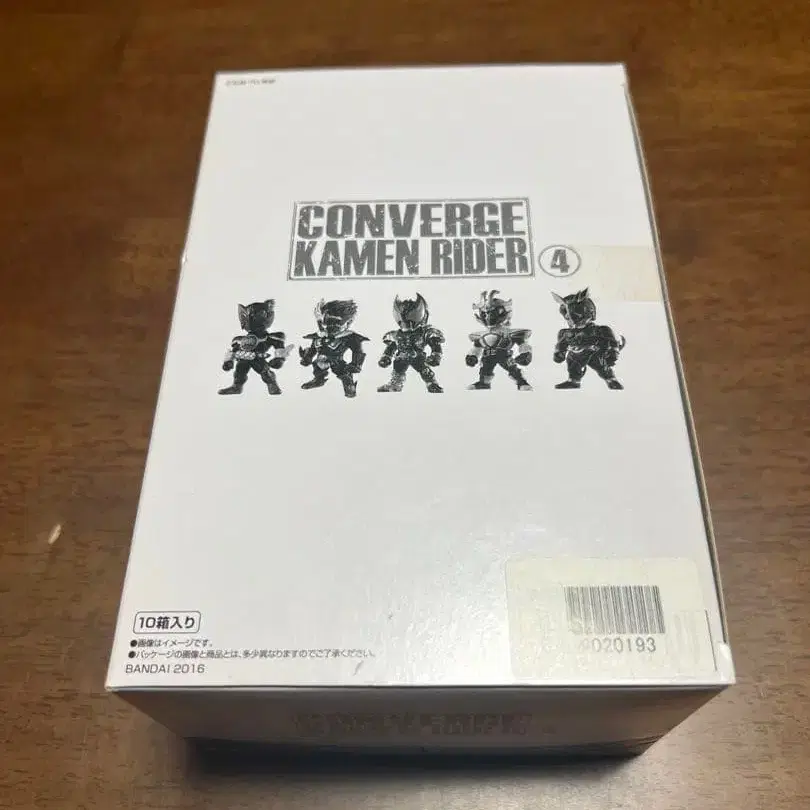 CONVERGE
KAMEN RIDER ④
10箱入り
●画像はイメージです。
●パッケージの画像と商品とは、多少異なりますのでご了承ください。
BANDAI 2016
020193
CONVERGE